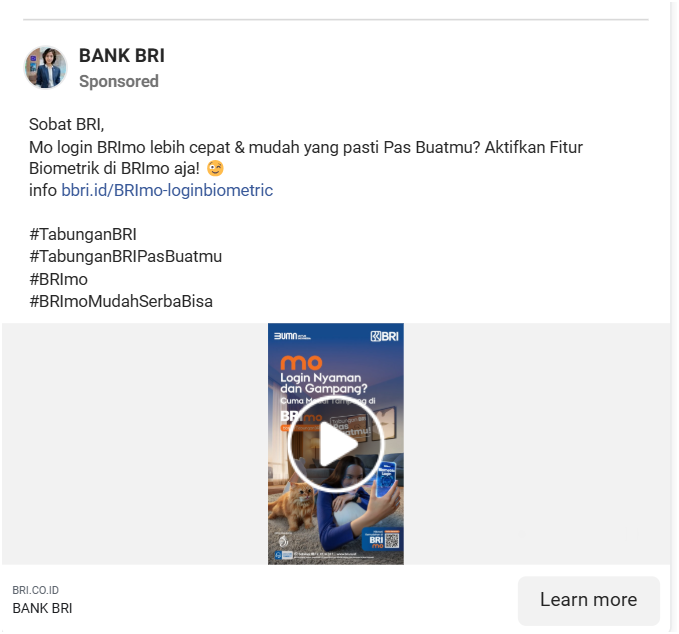 BANK BRI
Sponsored
Sobat BRI,
Mo login BRImo lebih cepat & mudah yang pasti Pas Buatmu? Aktifkan Fitur
Biometrik di BRImo aja! 😉
info bbri.id/BRImo-loginbiometric
#TabunganBRI
#TabunganBRIPasBuatmu
#BRImo
#BRImoMudahSerbaBisa
BUMN
BRI
mo
Login Nyaman
dan Gampang?
Cuma di
BRImo
BRI
mo
BRI.CO.ID
BANK BRI
Learn more